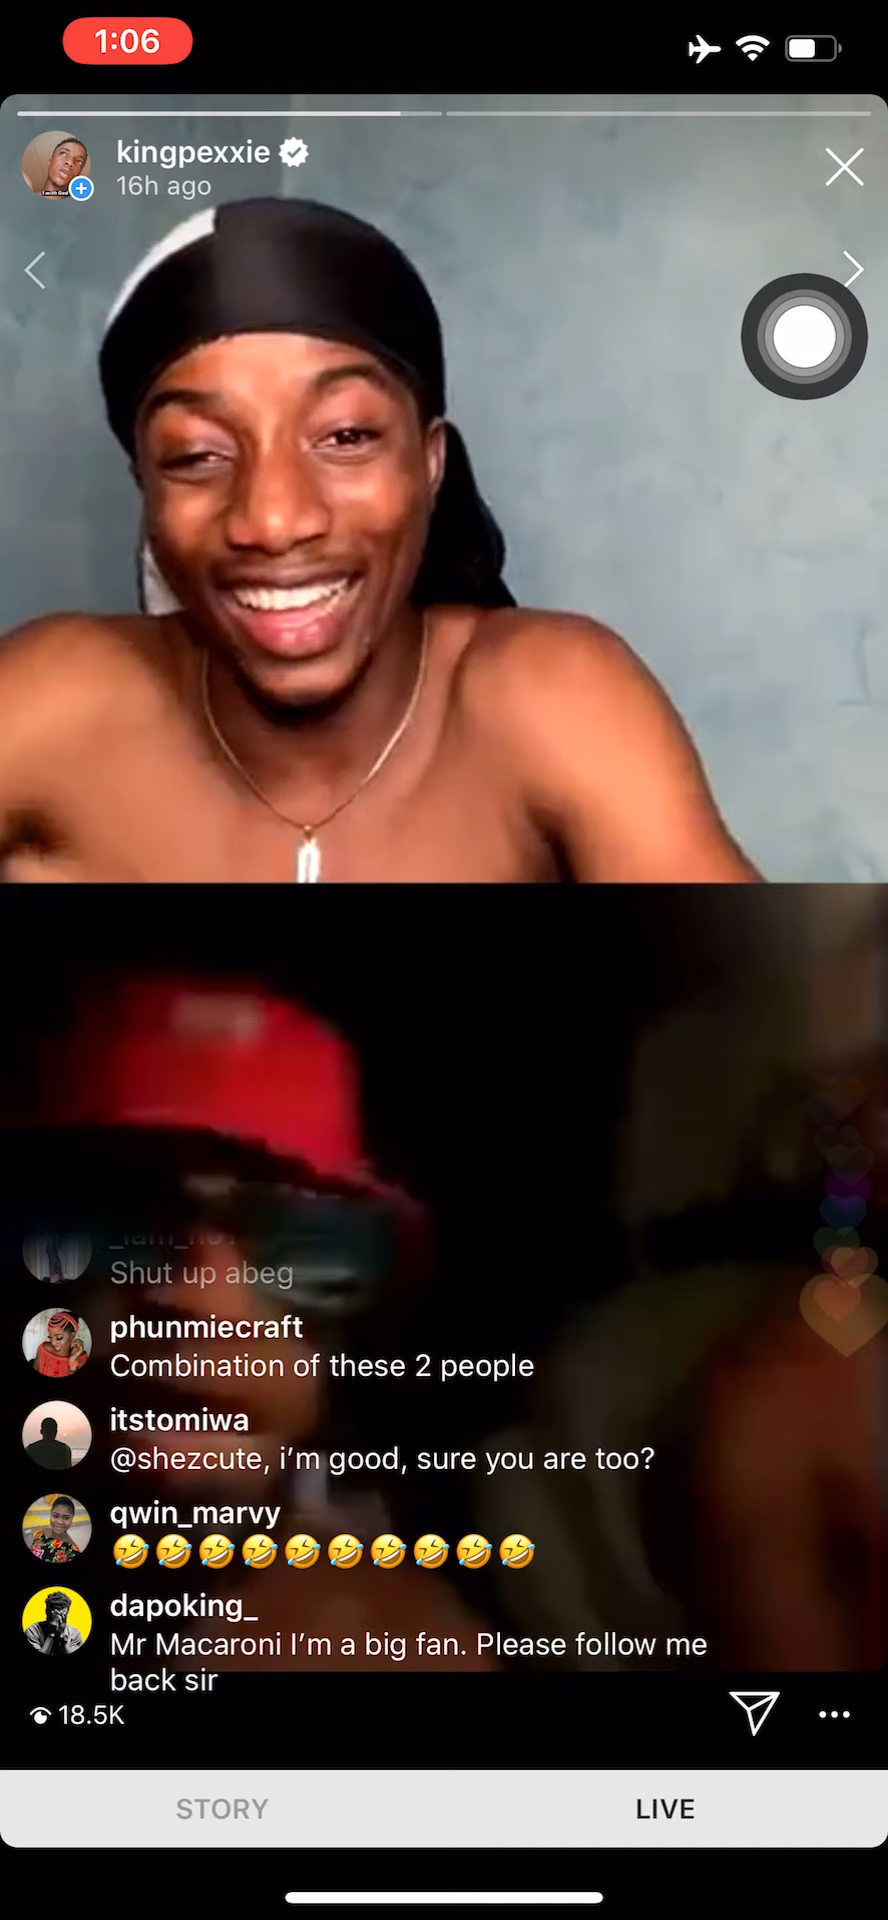 1:06
kingpexxie
16h ago
Shut up abeg
phunmiecraft
Combination of these 2 people
itstomiwa
@shezcute, i'm good, sure you are too?
qwin_marvy
🤣🤣🤣🤣🤣🤣🤣🤣🤣🤣
dapoking_
Mr Macaroni I'm a big fan. Please follow me
back sir
18.5K
STORY
LIVE